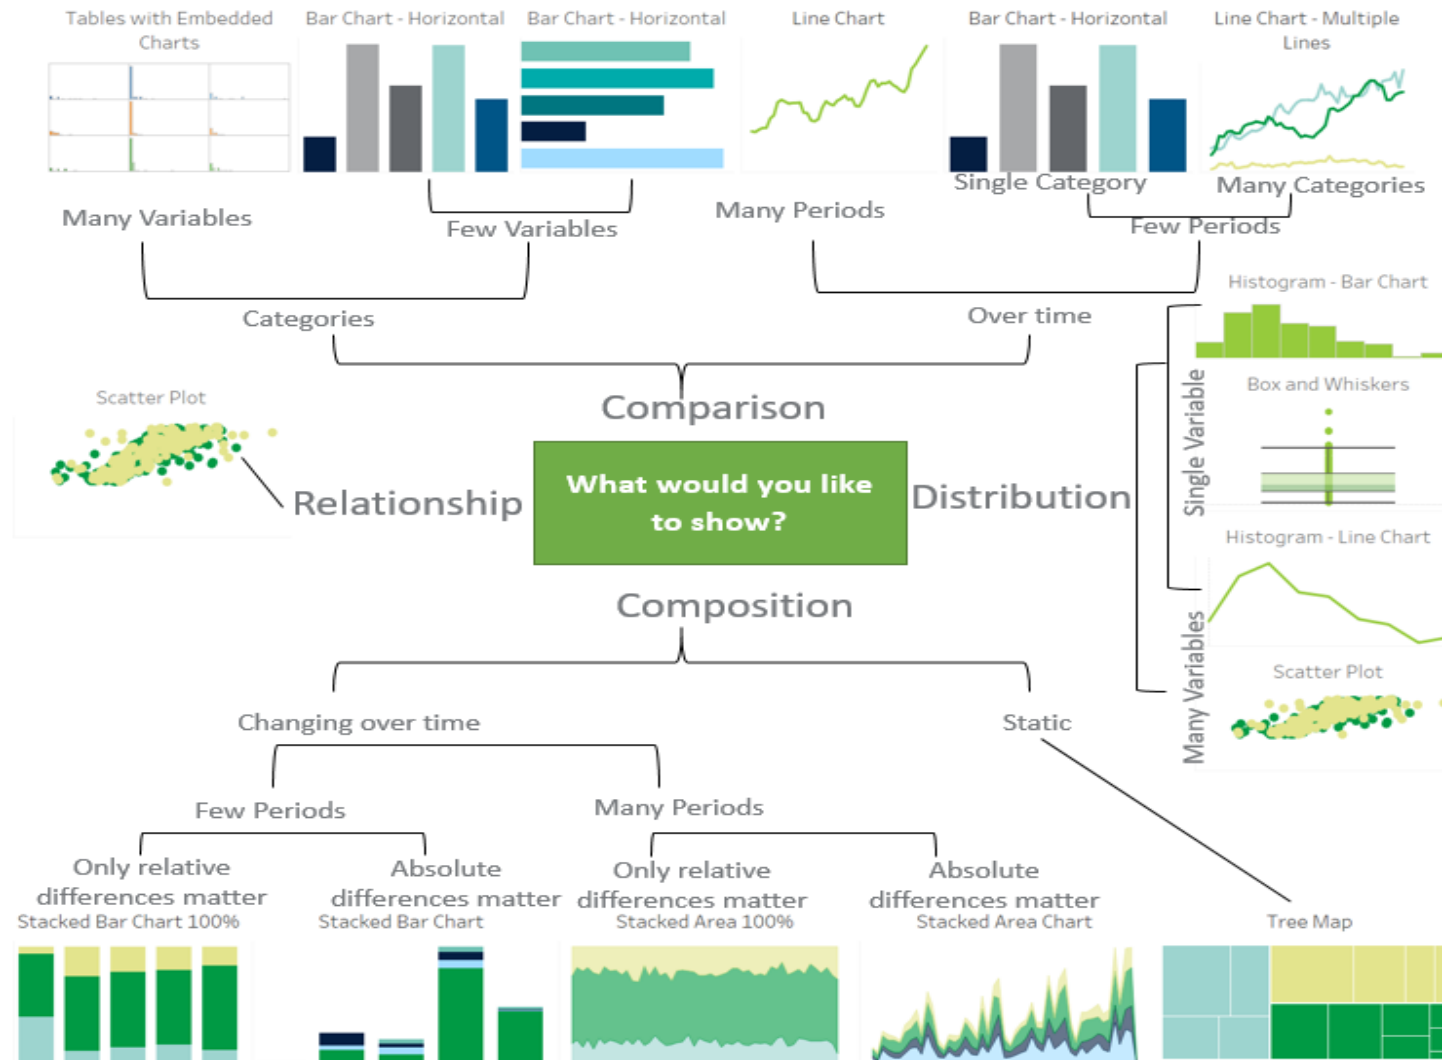 Tables with Embedded
Charts
Bar Chart - Horizontal
Bar Chart - Horizontal
Line Chart
Bar Chart - Horizontal
Line Chart - Multiple
Lines
Single Category
Many Categories
Many Variables
Few Variables
Many Periods
Few Periods
Categories
Over time
Histogram - Bar Chart
Comparison
Scatter Plot
Single Variable
Box and Whiskers
Relationship
What would you like
to show?
Distribution
Histogram - Line Chart
Composition
Many Variables
Scatter Plot
Changing over time
Static
Few Periods
Many Periods
Only relative
differences matter
Absolute
differences matter
Only relative
differences matter
Absolute
differences matter
Stacked Bar Chart 100%
Stacked Bar Chart
Stacked Area 100%
Stacked Area Chart
Tree Map